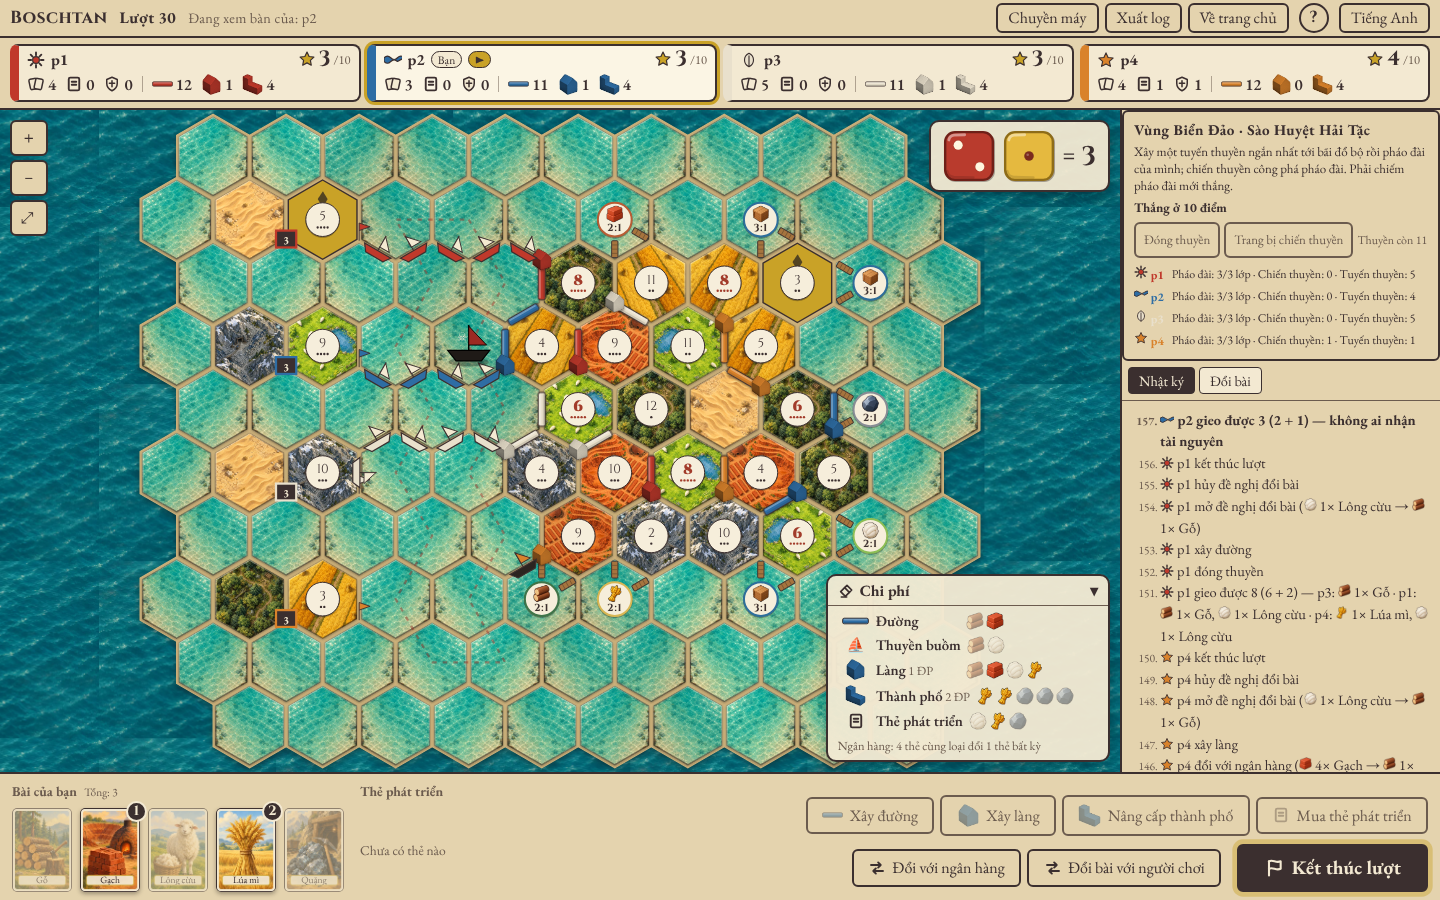 BOSCHTAN Lượt 30 Đang xem bàn của: p2
Chuyền máy
Xuất log
Về trang chủ
?
Tiếng Anh
p1 3 /10
4 0 0 12 1 4
p2 Bạn 3 /10
3 0 0 11 1 4
p3 3 /10
5 0 0 11 1 4
p4 4 /10
4 1 1 12 0 4
+
−
= 3
5
3
2:1
3:1
8
11
8
3
3:1
9
3
4
9
11
5
6
12
6
2:1
10
3
4
10
8
4
5
9
2
10
6
2:1
3
3
2:1
2:1
3:1
Chi phí ▼
Đường
Thuyền buồm
Làng 1 ĐP
Thành phố 2 ĐP
Thẻ phát triển
Ngân hàng: 4 thẻ cùng loại đổi 1 thẻ bất kỳ
Vùng Biển Đảo · Sào Huyệt Hải Tặc
Xây một tuyến thuyền ngắn nhất tới bãi đổ bộ rồi pháo đài
của mình; chiến thuyền công phá pháo đài. Phải chiếm
pháo đài mới thắng.
Thắng ở 10 điểm
Đóng thuyền
Trang bị chiến thuyền
Thuyền còn 11
p1 Pháo đài: 3/3 lớp · Chiến thuyền: 0 · Tuyến thuyền: 5
p2 Pháo đài: 3/3 lớp · Chiến thuyền: 0 · Tuyến thuyền: 4
p3 Pháo đài: 3/3 lớp · Chiến thuyền: 0 · Tuyến thuyền: 5
p4 Pháo đài: 3/3 lớp · Chiến thuyền: 1 · Tuyến thuyền: 1
Nhật ký
Đổi bài
157. p2 gieo được 3 (2 + 1) — không ai nhận
tài nguyên
156. p1 kết thúc lượt
155. p1 hủy đề nghị đổi bài
154. p1 mở đề nghị đổi bài ( 1× Lông cừu →
1× Gỗ)
153. p1 xây đường
152. p1 đóng thuyền
151. p1 gieo được 8 (6 + 2) — p3: 1× Gỗ · p1:
1× Gỗ, 1× Lông cừu · p4: 1× Lúa mì,
1× Lông cừu
150. p4 kết thúc lượt
149. p4 hủy đề nghị đổi bài
148. p4 mở đề nghị đổi bài ( 1× Lông cừu →
1× Gỗ)
147. p4 xây làng
146. p4 đổi với ngân hàng ( 4× Gạch → 1×
Bài của bạn Tổng: 3
Gỗ
1 Gạch
Lông cừu
2 Lúa mì
Quặng
Thẻ phát triển
Chưa có thẻ nào
Xây đường
Xây làng
Nâng cấp thành phố
Mua thẻ phát triển
Đổi với ngân hàng
Đổi bài với người chơi
Kết thúc lượt